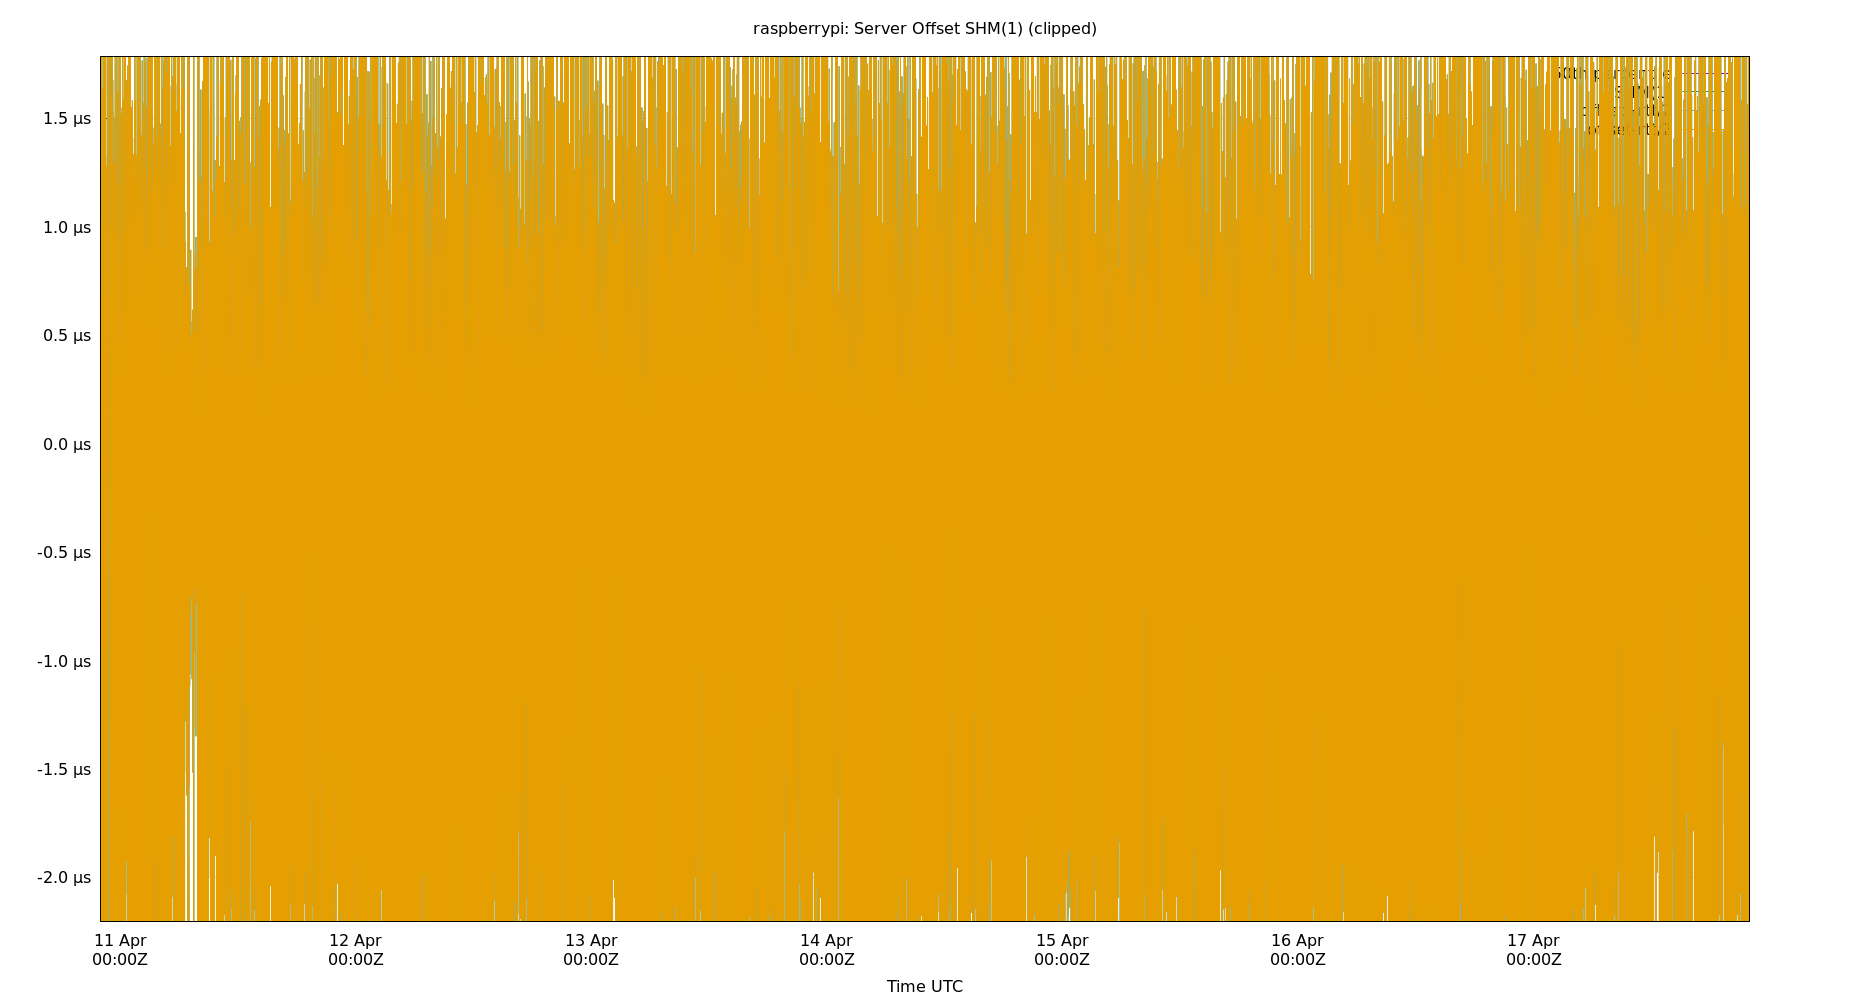 raspberrypi: Server Offset SHM(1) (clipped)
1.5 µs
1.0 µs
0.5 µs
0.0 µs
-0.5 µs
-1.0 µs
-1.5 µs
-2.0 µs
11 Apr 12 Apr 13 Apr 14 Apr 15 Apr 16 Apr 17 Apr
00:00Z 00:00Z 00:00Z 00:00Z 00:00Z 00:00Z 00:00Z
Time UTC